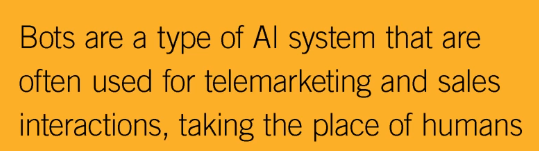 Bots are a type of AI system that are
often used for telemarketing and sales
interactions, taking the place of humans